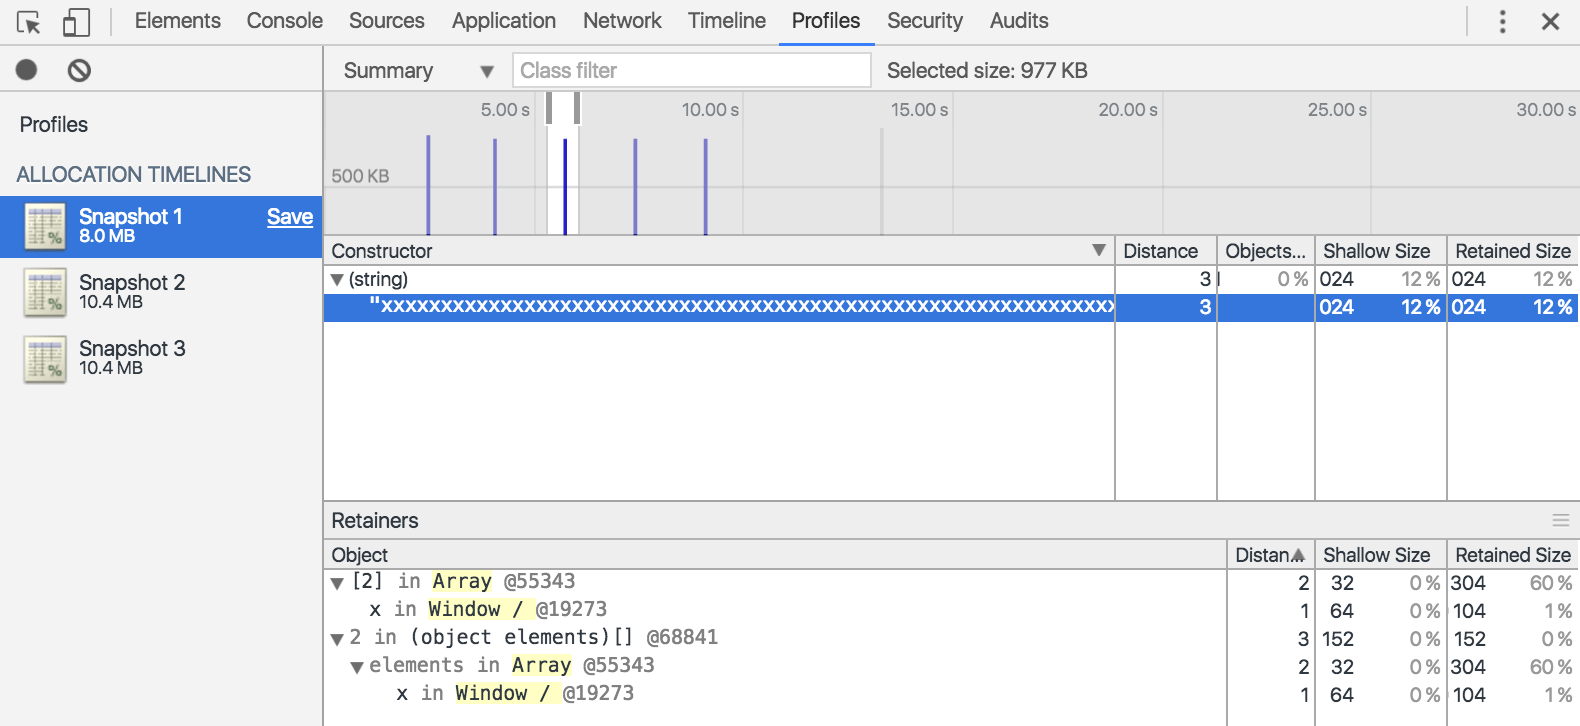 Elements Console Sources Application Network Timeline Profiles Security Audits
Summary Class filter Selected size: 977 KB
Profiles
ALLOCATION TIMELINES
Snapshot 1 Save
8.0 MB
Snapshot 2
10.4 MB
Snapshot 3
10.4 MB
5.00 s 10.00 s 15.00 s 20.00 s 25.00 s 30.00 s
500 KB
Constructor Distance Objects... Shallow Size Retained Size
(string) 3 0 % 024 12 % 024 12 %
"xxxxxxxxxxxxxxxxxxxxxxxxxxxxxxxxxxxxxxxxxxxxxxxxxxxxxxxxxxxxx 3 024 12 % 024 12 %
Retainers
Object Distan... Shallow Size Retained Size
[2] in Array @55343 2 32 0 % 304 60 %
x in Window / @19273 1 64 0 % 104 1 %
2 in (object elements)[] @68841 3 152 0 % 152 0 %
elements in Array @55343 2 32 0 % 304 60 %
x in Window / @19273 1 64 0 % 104 1 %